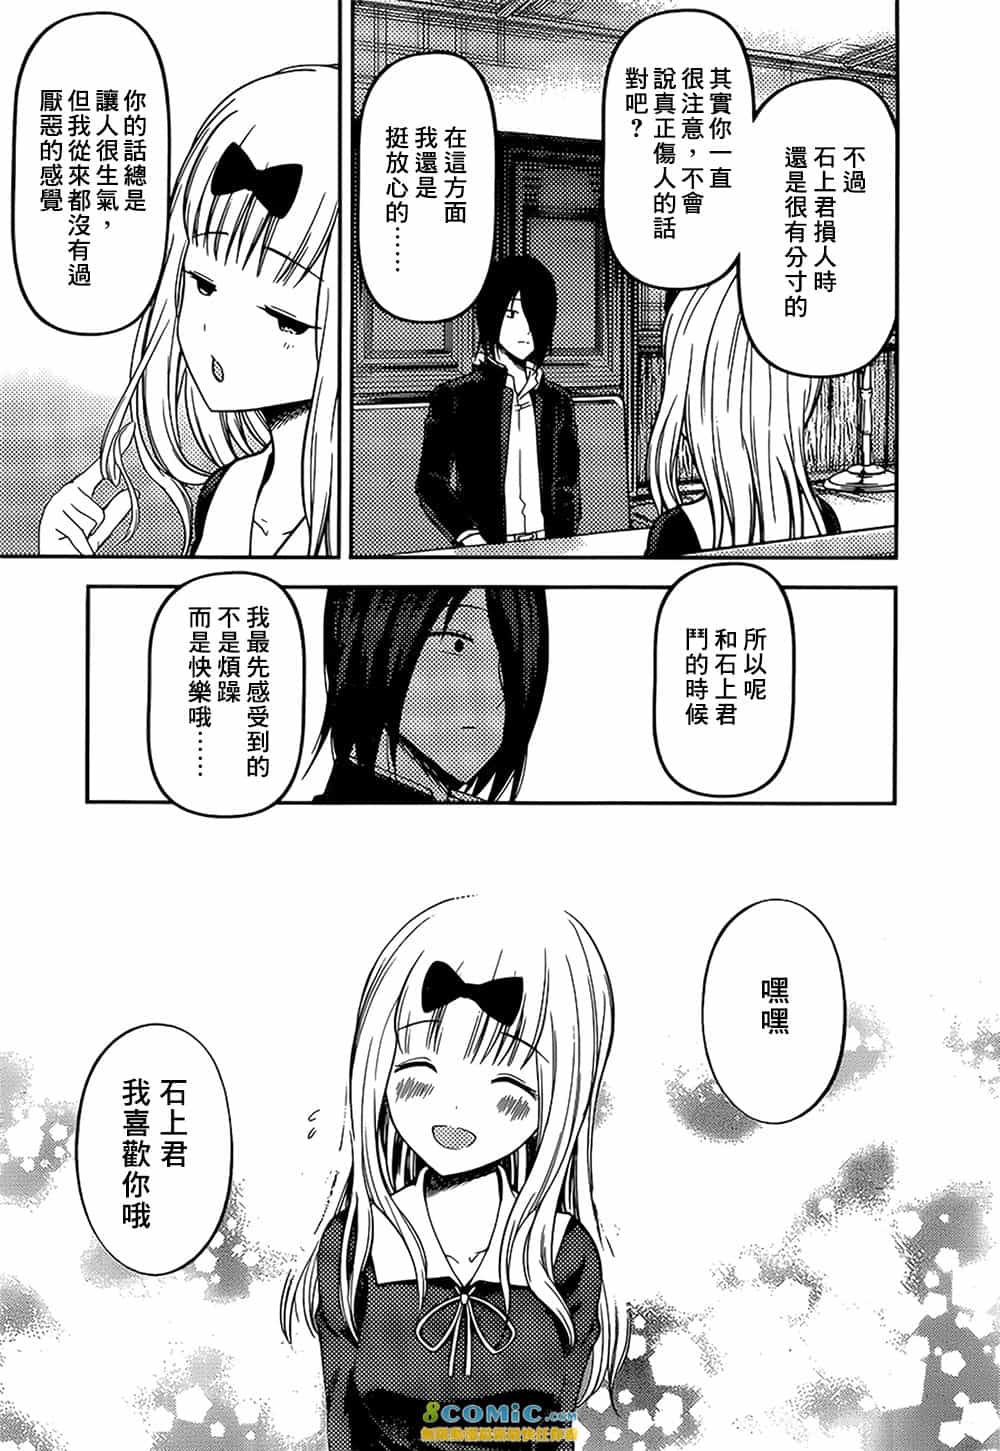 不過
石上君損人時
還是很有分寸的
其實你一直
很注意，不會
說真正傷人的話
對吧？
在這方面
我還是
挺放心的……
你的話總是
讓人很生氣，
但我從來都沒有過
厭惡的感覺
所以呢
和石上君
鬥的時候
我最先感受到的
不是煩躁
而是快樂哦……
嘿嘿
石上君
我喜歡你哦
8COMIC.com